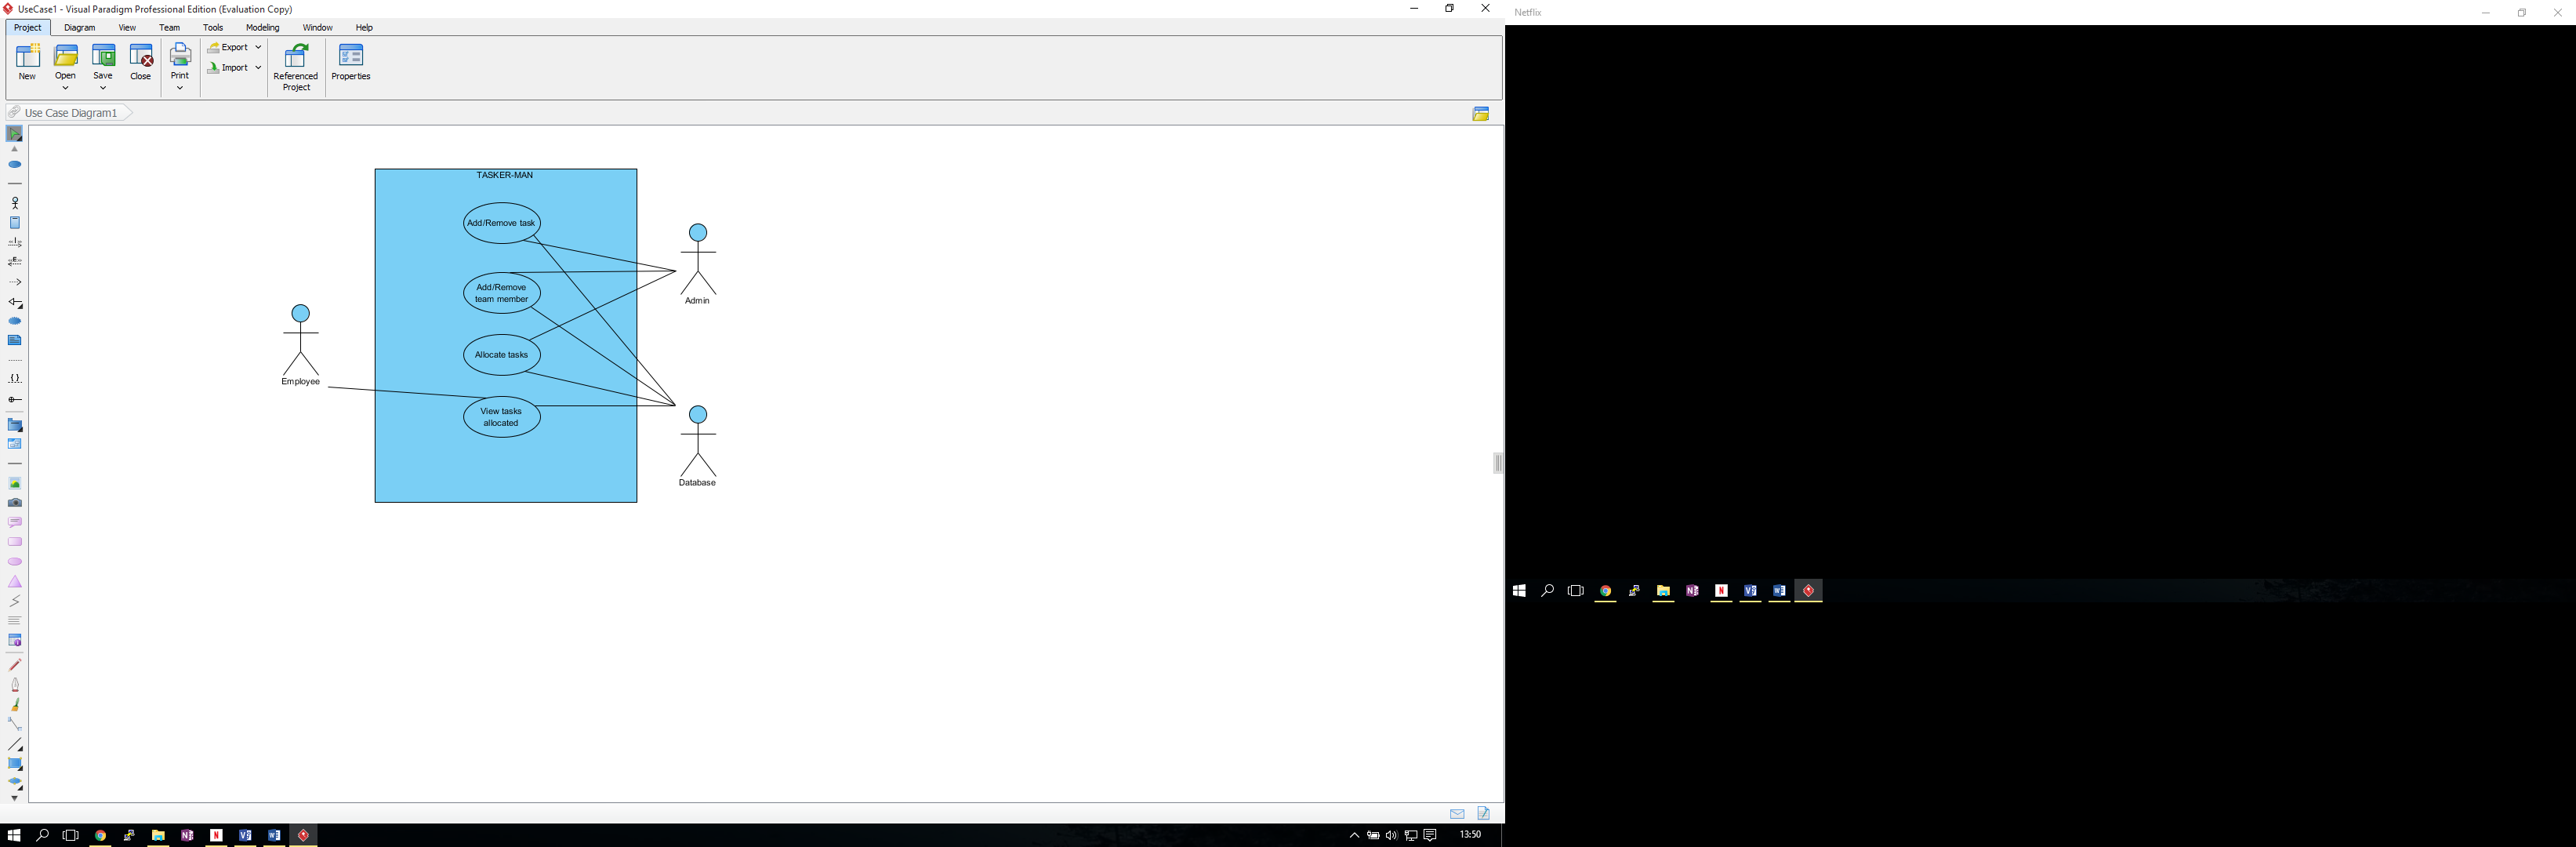 UseCase1 - Visual Paradigm Professional Edition (Evaluation Copy)
Netflix
Project Diagram View Team Tools Modeling Window Help
New Open Save Close Print Export Import Referenced Project Properties
Use Case Diagram1
TASKER-MAN
Add/Remove task
Add/Remove
team member
Allocate tasks
View tasks
allocated
Employee
Admin
Database
13:50